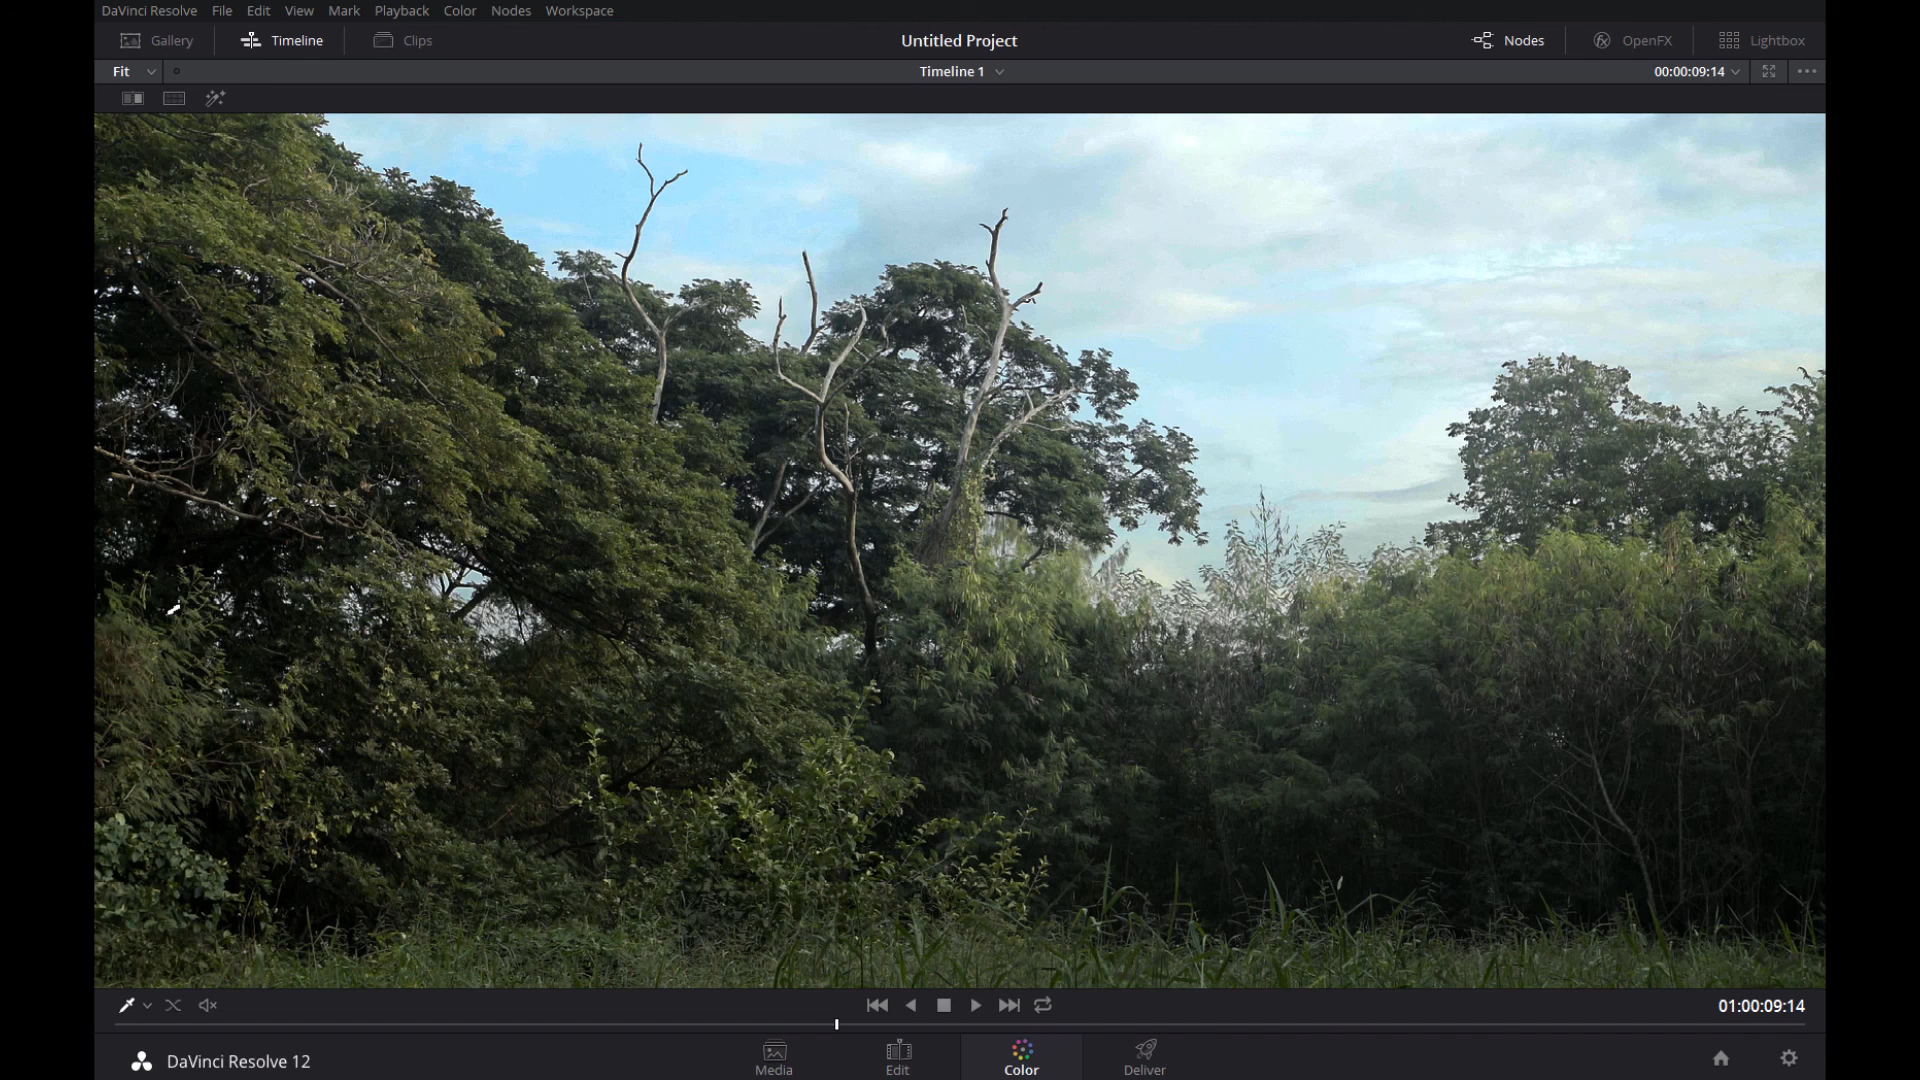 DaVinci Resolve File Edit View Mark Playback Color Nodes Workspace
Gallery Timeline Clips Untitled Project Nodes OpenFX Lightbox
Fit Timeline 1 00:00:09:14
01:00:09:14
DaVinci Resolve 12 Media Edit Color Deliver